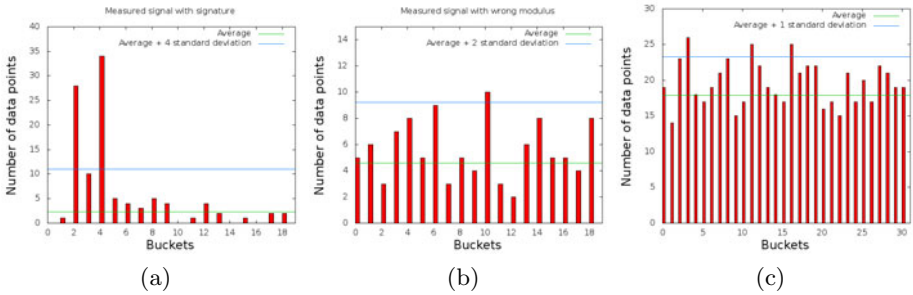 Measured signal with signature
Average
Average + 4 standard deviation
Number of data points
40
35
30
25
20
15
10
5
0
0 2 4 6 8 10 12 14 16 18
Buckets
(a)
Measured signal with wrong modulus
Average
Average + 2 standard deviation
Number of data points
14
12
10
8
6
4
2
0
0 2 4 6 8 10 12 14 16 18
Buckets
(b)
Average
Average + 1 standard deviation
Number of data points
30
25
20
15
10
5
0
0 5 10 15 20 25 30
Buckets
(c)